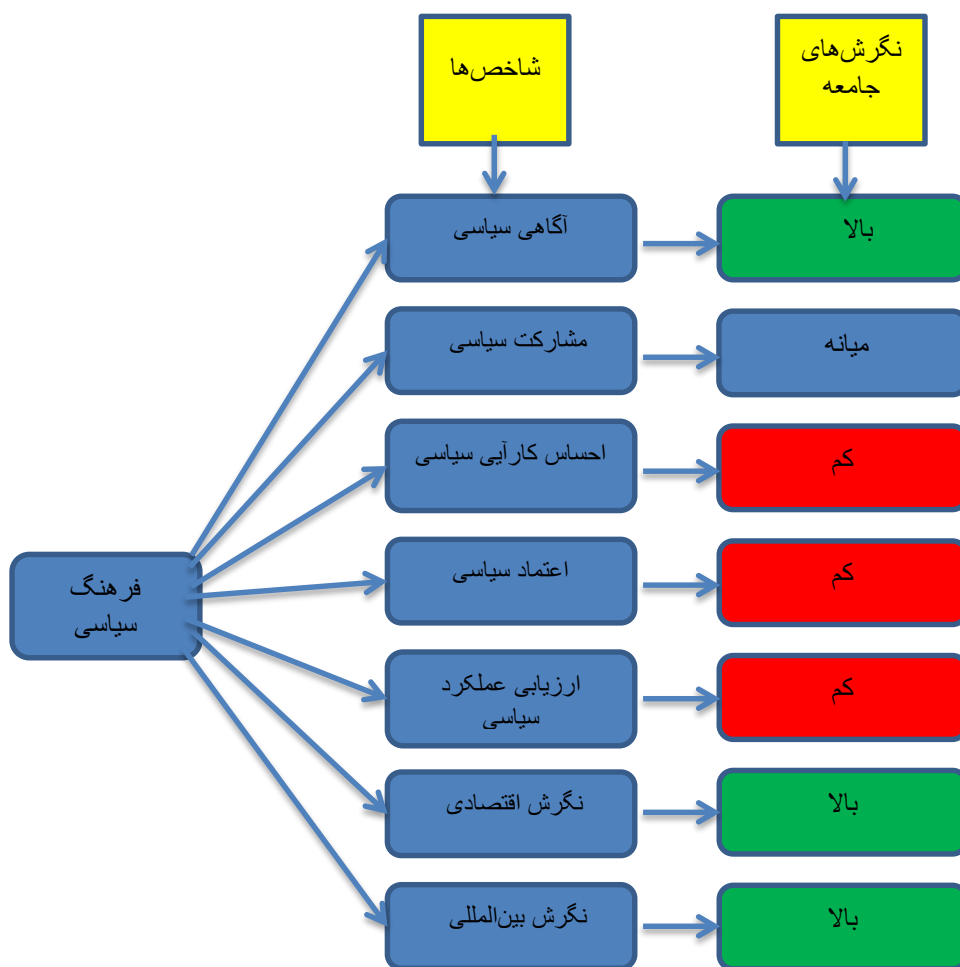 نگرش‌های
جامعه
شاخص‌ها
آگاهی سیاسی
بالا
مشارکت سیاسی
میانه
احساس کارآیی سیاسی
کم
فرهنگ
سیاسی
اعتماد سیاسی
کم
ارزیابی عملکرد
سیاسی
کم
نگرش اقتصادی
بالا
نگرش بین‌المللی
بالا